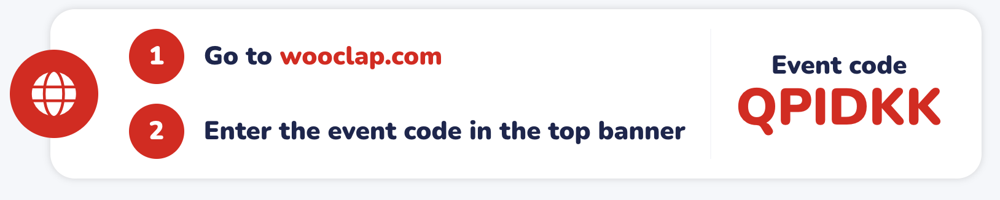 1
Go to wooclap.com
2
Enter the event code in the top banner
Event code
QPIDKK